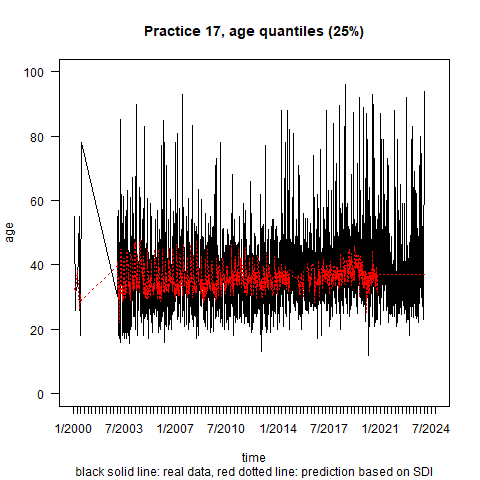 Practice 17, age quantiles (25%)
100
80
60
40
20
0
age
1/2000 7/2003 1/2007 7/2010 1/2014 7/2017 1/2021 7/2024
time
black solid line: real data, red dotted line: prediction based on SDI